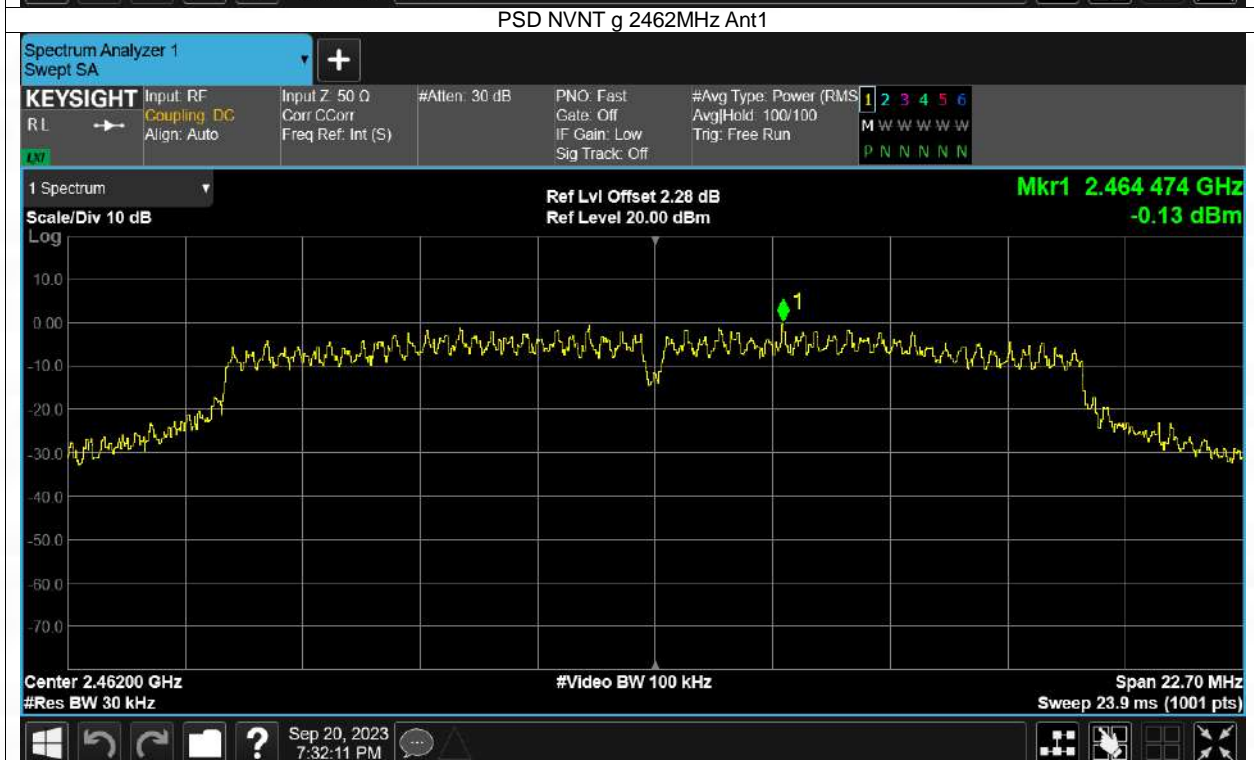 PSD NVNT g 2462MHz Ant1
Spectrum Analyzer 1
Swept SA
+
KEYSIGHT
RL
LXI
Input: RF
Coupling: DC
Align: Auto
Input Z: 50 Ω
Corr CCorr
Freq Ref: Int (S)
#Atten: 30 dB
PNO: Fast
Gate: Off
IF Gain: Low
Sig Track: Off
#Avg Type: Power (RMS
Avg|Hold: 100/100
Trig: Free Run
1 2 3 4 5 6
M W W W W W
P N N N N N
1 Spectrum
Scale/Div 10 dB
Log
Ref Lvl Offset 2.28 dB
Ref Level 20.00 dBm
Mkr1 2.464 474 GHz
-0.13 dBm
10.0
0.00
-10.0
-20.0
-30.0
-40.0
-50.0
-60.0
-70.0
1
Center 2.46200 GHz
#Res BW 30 kHz
#Video BW 100 kHz
Span 22.70 MHz
Sweep 23.9 ms (1001 pts)
?
Sep 20, 2023
7:32:11 PM